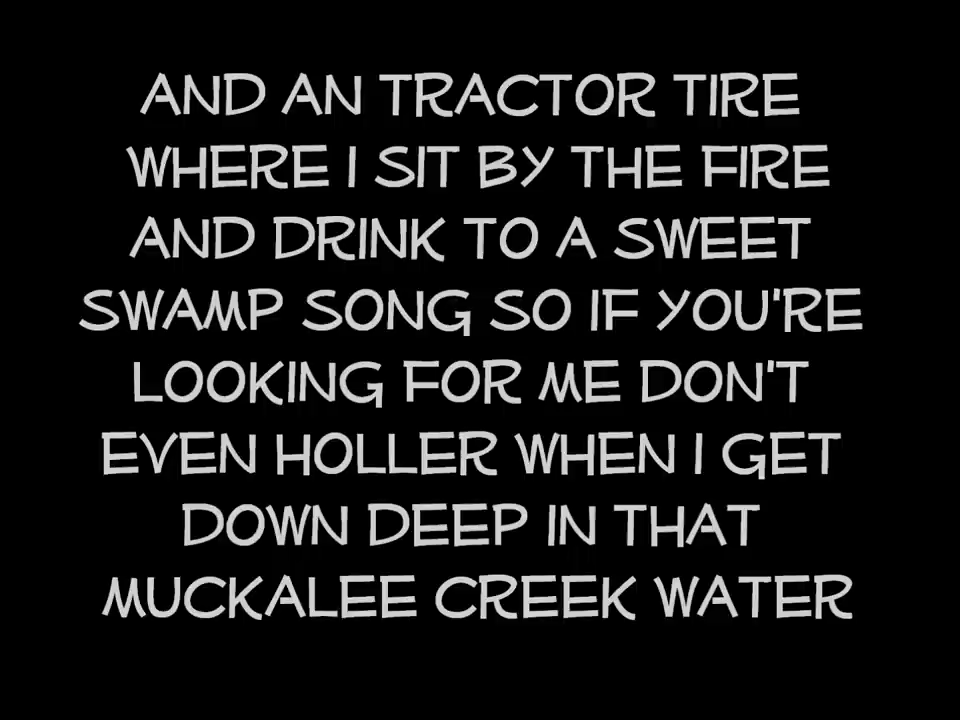 AND AN TRACTOR TIRE
WHERE I SIT BY THE FIRE
AND DRINK TO A SWEET
SWAMP SONG SO IF YOU'RE
LOOKING FOR ME DON'T
EVEN HOLLER WHEN I GET
DOWN DEEP IN THAT
MUCKALEE CREEK WATER